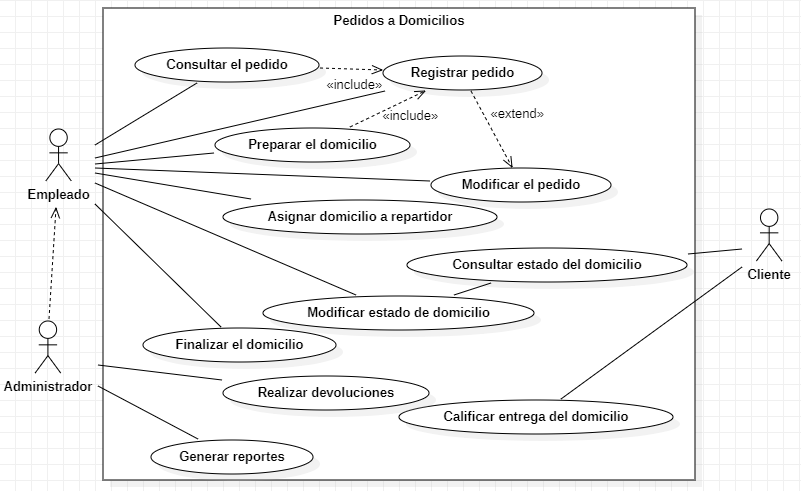 Pedidos a Domicilios
Consultar el pedido
Registrar pedido
«include»
«include»
«extend»
Preparar el domicilio
Modificar el pedido
Empleado
Asignar domicilio a repartidor
Consultar estado del domicilio
Cliente
Modificar estado de domicilio
Finalizar el domicilio
Administrador
Realizar devoluciones
Calificar entrega del domicilio
Generar reportes